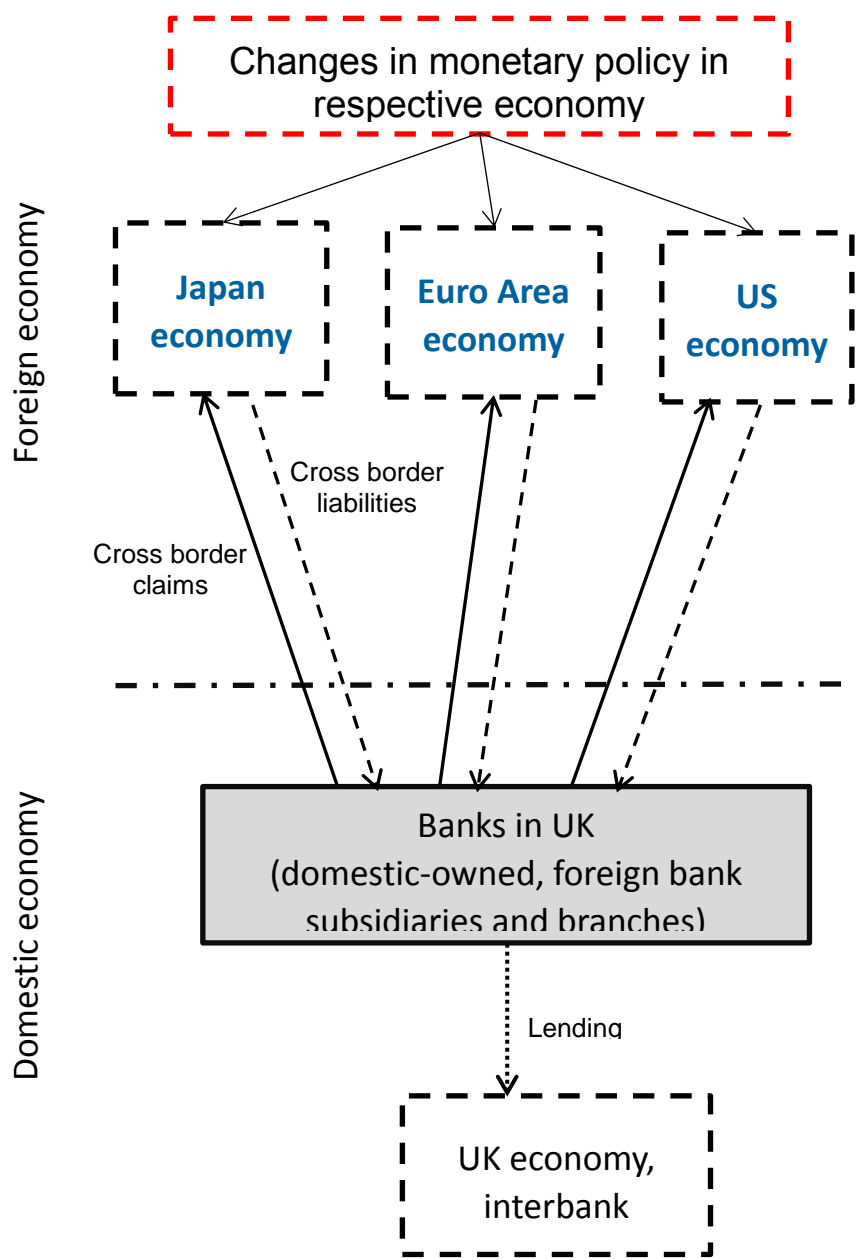 Changes in monetary policy in
respective economy
Foreign economy
Japan
economy
Euro Area
economy
US
economy
Cross border
liabilities
Cross border
claims
Domestic economy
Banks in UK
(domestic-owned, foreign bank
subsidiaries and branches)
Lending
UK economy,
interbank